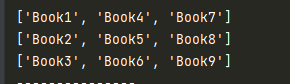 ['Book1', 'Book4', 'Book7']
['Book2', 'Book5', 'Book8']
['Book3', 'Book6', 'Book9']
---------------